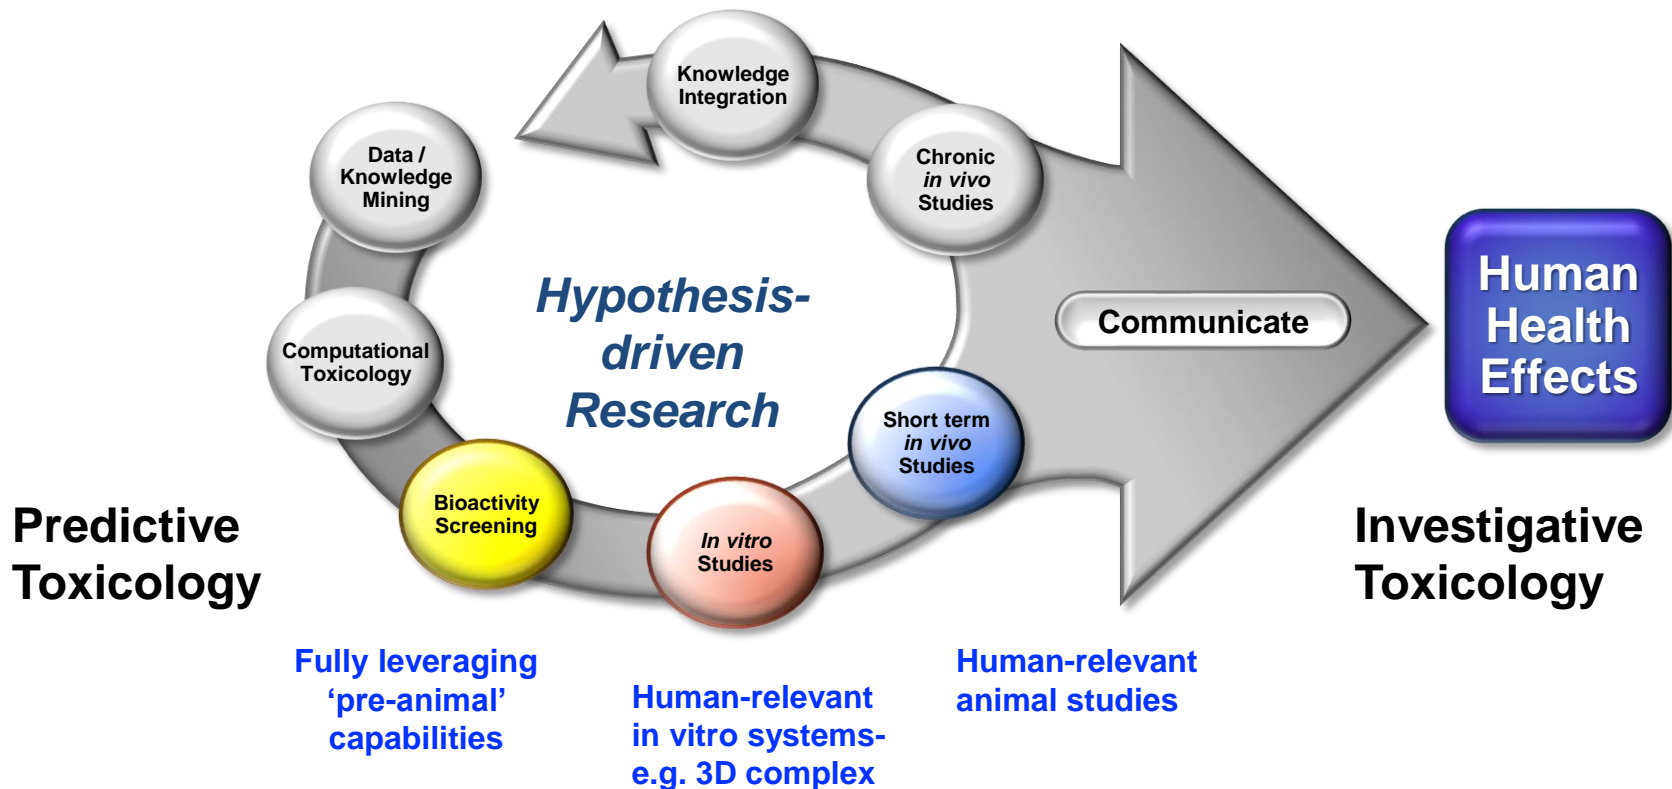 Knowledge
Integration
Data /
Knowledge
Mining
Chronic
in vivo
Studies
Hypothesis-
driven
Research
Human
Health
Effects
Communicate
Computational
Toxicology
Short term
in vivo
Studies
Bioactivity
Screening
In vitro
Studies
Predictive
Toxicology
Investigative
Toxicology
Fully leveraging
‘pre-animal’
capabilities
Human-relevant
in vitro systems-
e.g. 3D complex
Human-relevant
animal studies